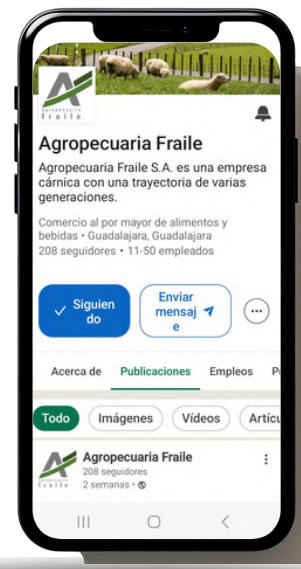 agropecuaria
fraile
Agropecuaria Fraile
Agropecuaria Fraile S.A. es una empresa
cárnica con una trayectoria de varias
generaciones.
Comercio al por mayor de alimentos y
bebidas • Guadalajara, Guadalajara
208 seguidores • 11-50 empleados
Siguien
do
Enviar
mensaj
e
Acerca de Publicaciones Empleos P
Todo Imágenes Vídeos Artícu
Agropecuaria Fraile
208 seguidores
2 semanas •
fraile